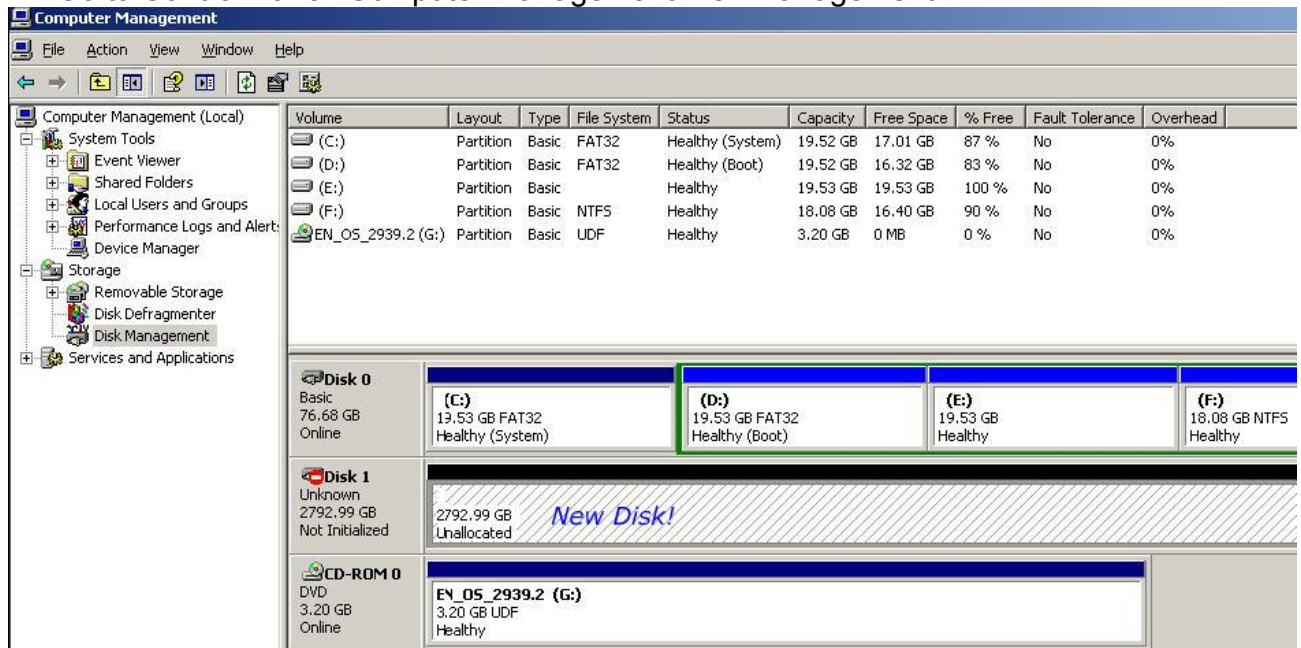 Computer Management
File Action View Window Help
Computer Management (Local)
System Tools
Event Viewer
Shared Folders
Local Users and Groups
Performance Logs and Alert
Device Manager
Storage
Removable Storage
Disk Defragmenter
Disk Management
Services and Applications
Volume Layout Type File System Status Capacity Free Space % Free Fault Tolerance Overhead
(C:) Partition Basic FAT32 Healthy (System) 19.52 GB 17.01 GB 87 % No 0%
(D:) Partition Basic FAT32 Healthy (Boot) 19.52 GB 16.32 GB 83 % No 0%
(E:) Partition Basic Healthy 19.53 GB 19.53 GB 100 % No 0%
(F:) Partition Basic NTFS Healthy 18.08 GB 16.40 GB 90 % No 0%
EN_OS_2939.2 (G:) Partition Basic UDF Healthy 3.20 GB 0 MB 0 % No 0%
Disk 0
Basic
76.68 GB
Online
(C:)
19.53 GB FAT32
Healthy (System)
(D:)
19.53 GB FAT32
Healthy (Boot)
(E:)
19.53 GB
Healthy
(F:)
18.08 GB NTFS
Healthy
Disk 1
Unknown
2792.99 GB
Not Initialized
2792.99 GB
Unallocated
New Disk!
CD-ROM 0
DVD
3.20 GB
Online
EN_OS_2939.2 (G:)
3.20 GB UDF
Healthy